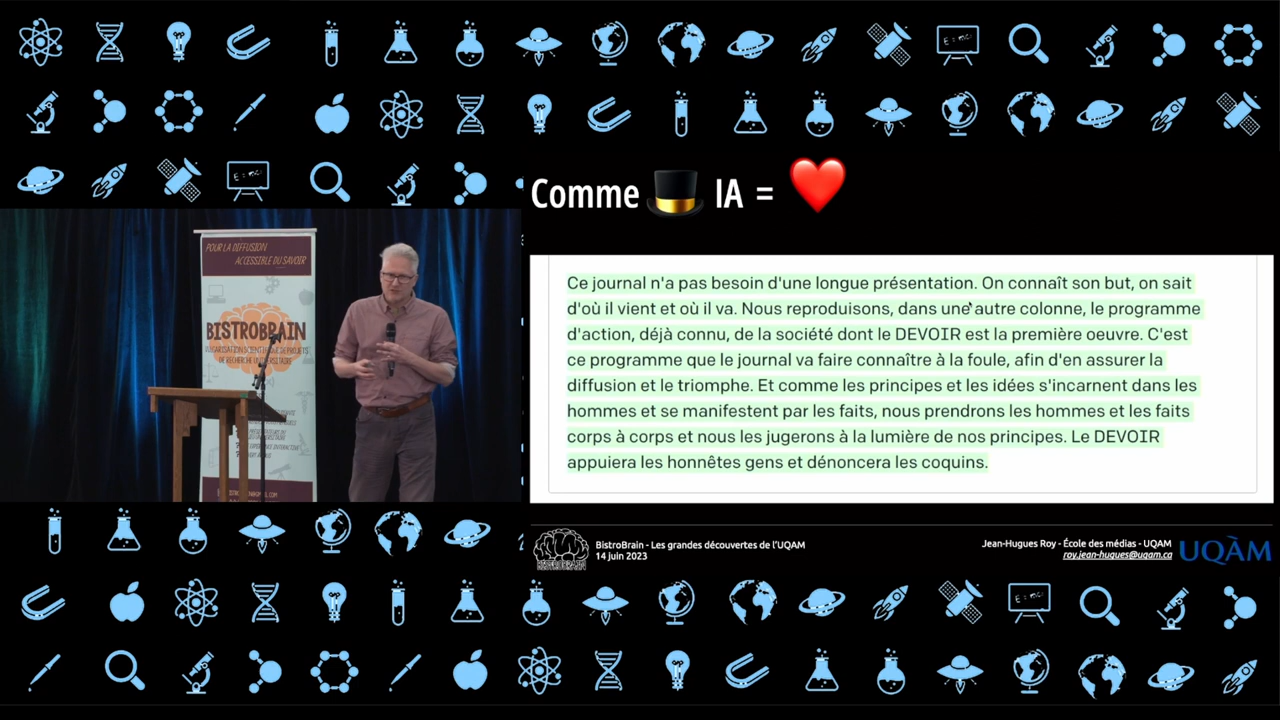 Comme 🎩 IA = ❤️
POUR LA DIFFUSION
ACCESSIBLE DU SAVOIR
BISTROBRAIN
Ce journal n'a pas besoin d'une longue présentation. On connaît son but, on sait
d'où il vient et où il va. Nous reproduisons, dans une autre colonne, le programme
d'action, déjà connu, de la société dont le DEVOIR est la première oeuvre. C'est
ce programme que le journal va faire connaître à la foule, afin d'en assurer la
diffusion et le triomphe. Et comme les principes et les idées s'incarnent dans les
hommes et se manifestent par les faits, nous prendrons les hommes et les faits
corps à corps et nous les jugerons à la lumière de nos principes. Le DEVOIR
appuiera les honnêtes gens et dénoncera les coquins.
BISTROBRAIN
BistroBrain - Les grandes découvertes de l'UQAM
14 juin 2023
Jean-Hugues Roy - École des médias - UQAM
roy.jean-hugues@uqam.ca
UQÀM